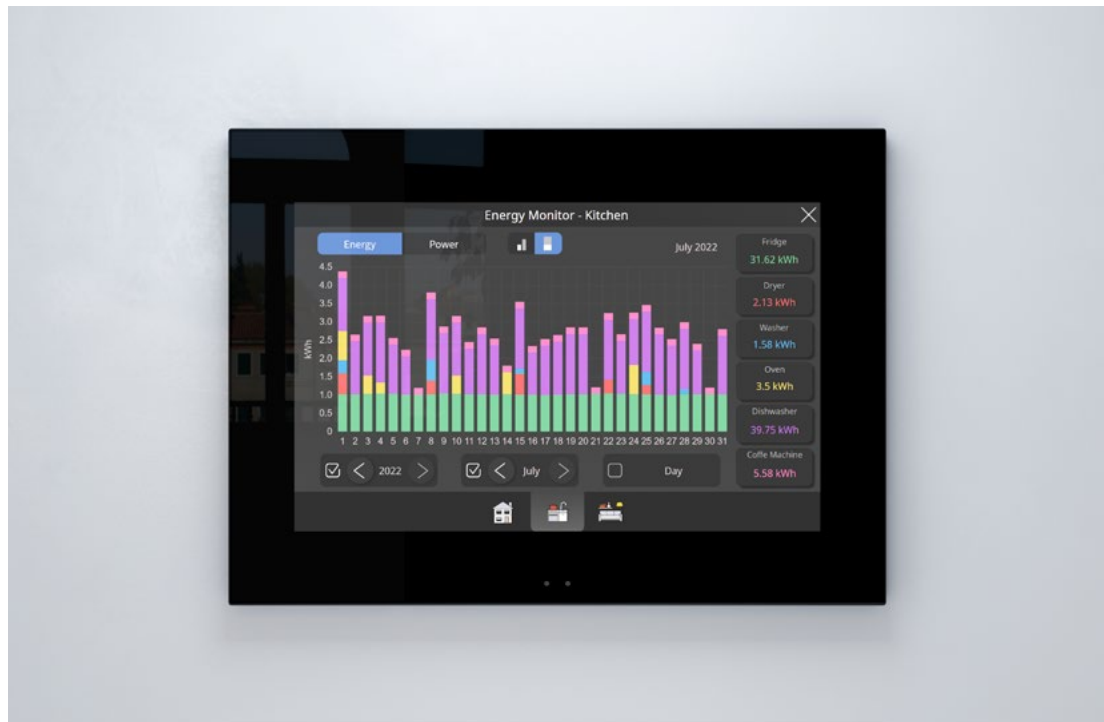 Energy Monitor - Kitchen
Energy
Power
July 2022
4.5
4.0
3.5
3.0
2.5
2.0
1.5
1.0
0.5
0
kWh
1 2 3 4 5 6 7 8 9 10 11 12 13 14 15 16 17 18 19 20 21 22 23 24 25 26 27 28 29 30 31
Fridge
31.62 kWh
Dryer
2.13 kWh
Washer
1.58 kWh
Oven
3.5 kWh
Dishwasher
39.75 kWh
Coffe Machine
5.58 kWh
2022
July
Day